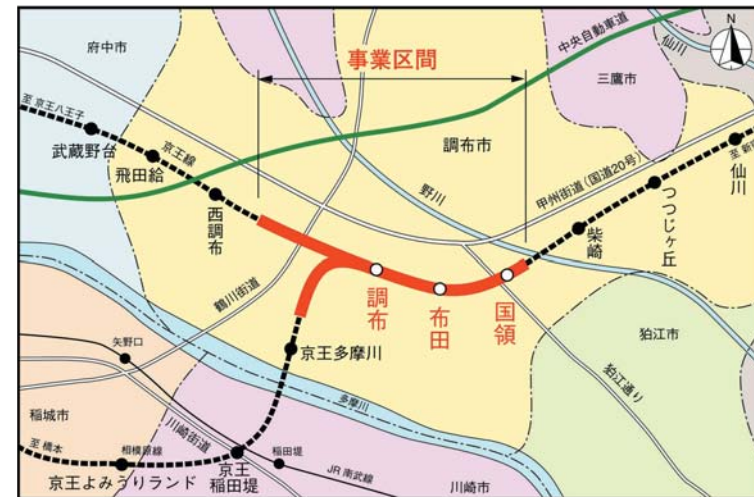 府中市
中央自動車道
仙川
事業区間
三鷹市
至 京王八王子
武蔵野台
飛田給
京王線
西調布
調布市
野川
甲州街道(国道20号)
至 新宿
仙川
つつじヶ丘
柴崎
鶴川街道
調布
布田
国領
京王多摩川
狛江市
狛江通り
矢野口
多摩川
稲城市
川崎街道
至 橋本
相模原線
京王よみうりランド
京王
稲田堤
稲田堤
JR 南武線
川崎市